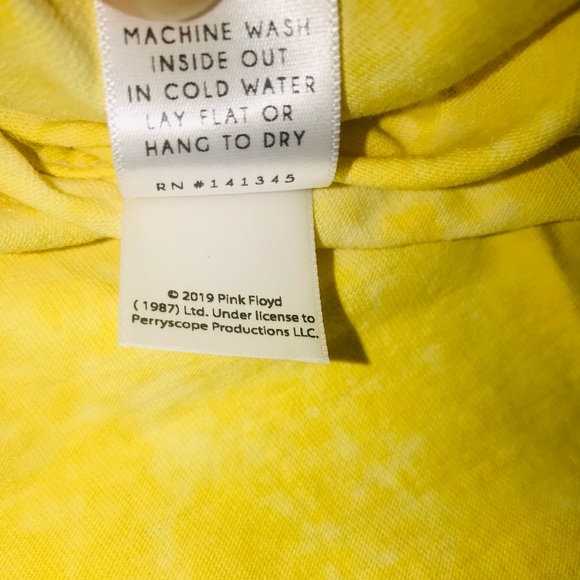 MACHINE WASH
INSIDE OUT
IN COLD WATER
LAY FLAT OR
HANG TO DRY
RN #141345
© 2019 Pink Floyd
( 1987) Ltd. Under license to
Perryscope Productions LLC.